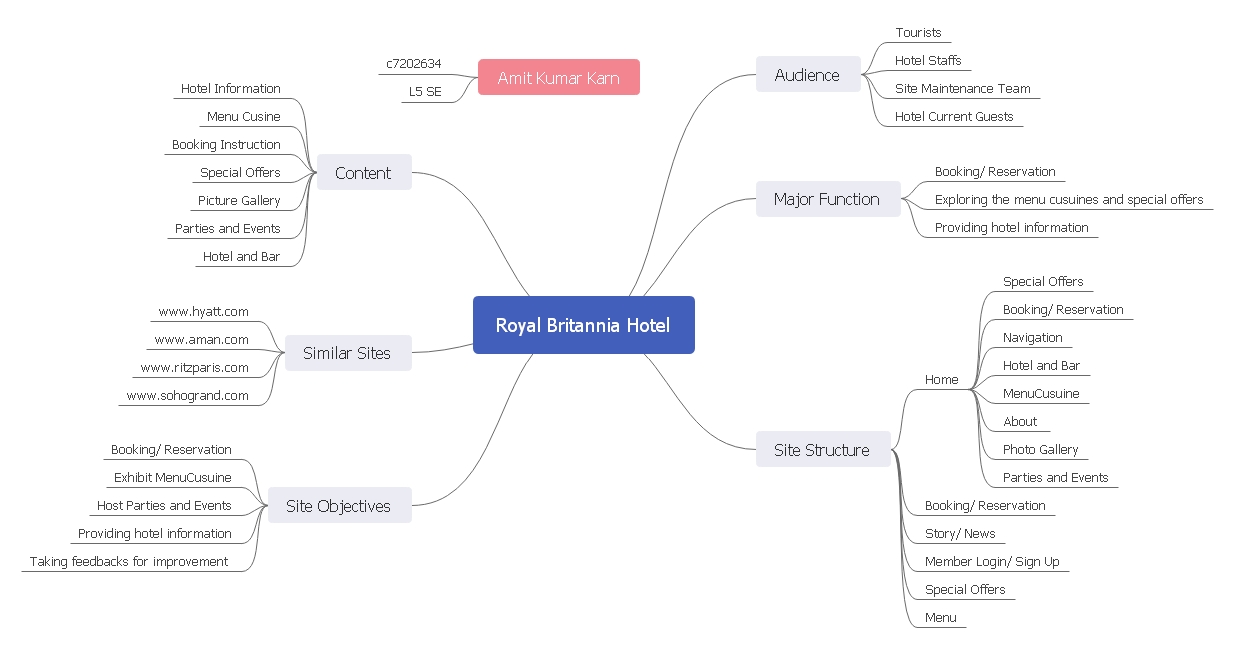 Royal Britannia Hotel
Amit Kumar Karn
c7202634
L5 SE
Content
Hotel Information
Menu Cusine
Booking Instruction
Special Offers
Picture Gallery
Parties and Events
Hotel and Bar
Similar Sites
www.hyatt.com
www.aman.com
www.ritzparis.com
www.sohogrand.com
Site Objectives
Booking/ Reservation
Exhibit MenuCusuine
Host Parties and Events
Providing hotel information
Taking feedbacks for improvement
Audience
Tourists
Hotel Staffs
Site Maintenance Team
Hotel Current Guests
Major Function
Booking/ Reservation
Exploring the menu cusuines and special offers
Providing hotel information
Site Structure
Home
Special Offers
Booking/ Reservation
Navigation
Hotel and Bar
MenuCusuine
About
Photo Gallery
Parties and Events
Booking/ Reservation
Story/ News
Member Login/ Sign Up
Special Offers
Menu